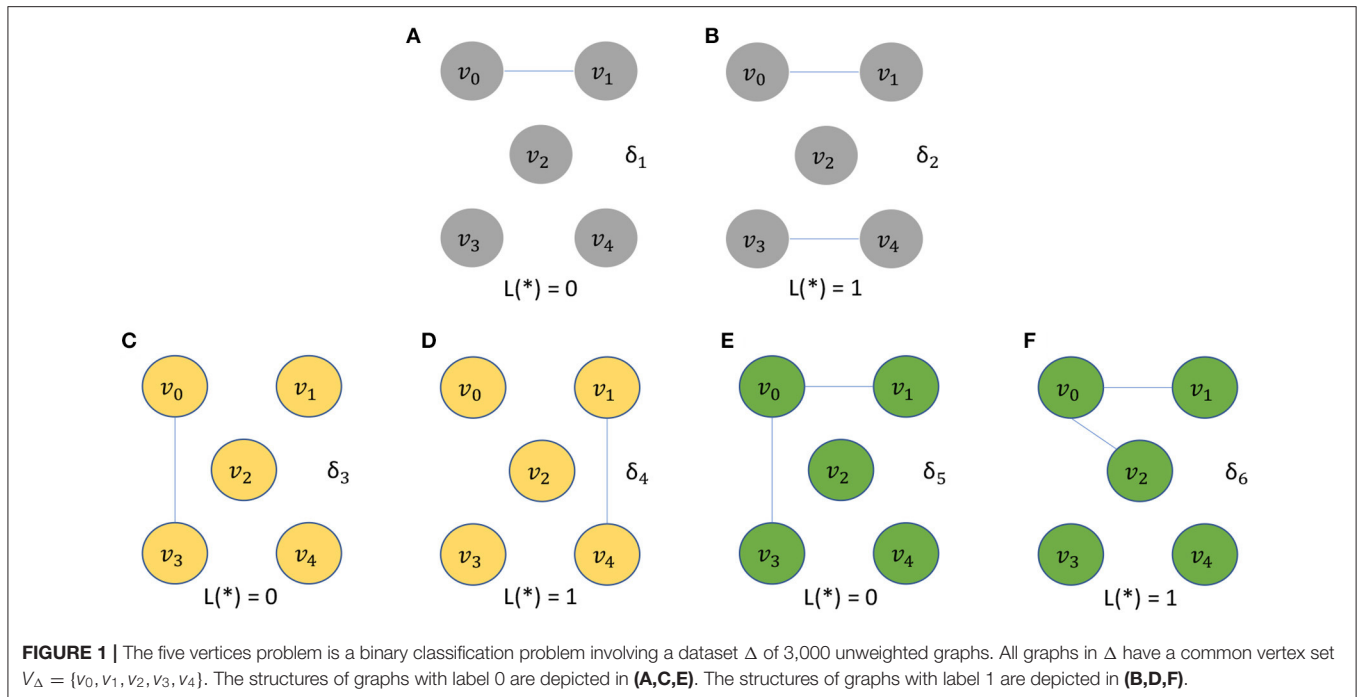 A
v₀ v₁
v₂ δ₁
v₃ v₄
L(*) = 0
B
v₀ v₁
v₂ δ₂
v₃ v₄
L(*) = 1
C
v₀ v₁
v₂ δ₃
v₃ v₄
L(*) = 0
D
v₀ v₁
v₂ δ₄
v₃ v₄
L(*) = 1
E
v₀ v₁
v₂ δ₅
v₃ v₄
L(*) = 0
F
v₀ v₁
v₂ δ₆
v₃ v₄
L(*) = 1
FIGURE 1 | The five vertices problem is a binary classification problem involving a dataset Δ of 3,000 unweighted graphs. All graphs in Δ have a common vertex set
V_Δ = {v₀, v₁, v₂, v₃, v₄}. The structures of graphs with label 0 are depicted in (A,C,E). The structures of graphs with label 1 are depicted in (B,D,F).